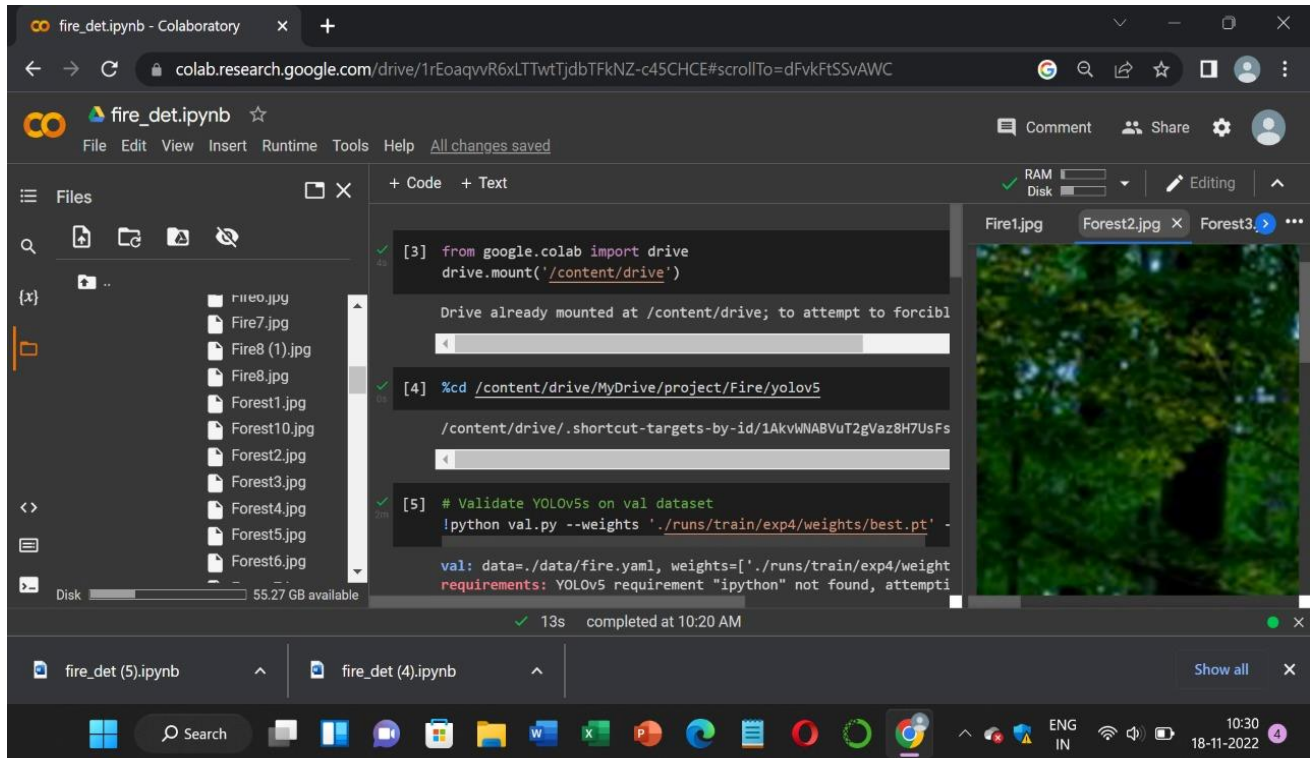 fire_det.ipynb - Colaboratory
colab.research.google.com/drive/1rEoaqvvR6xLTTwtTjdbTFkNZ-c45CHCE#scrollTo=dFvkFtSSvAWC
CO fire_det.ipynb
File Edit View Insert Runtime Tools Help All changes saved
Comment Share
Files
+ Code + Text
RAM
Disk
Editing
{x}
..
Fire6.jpg
Fire7.jpg
Fire8 (1).jpg
Fire8.jpg
Forest1.jpg
Forest10.jpg
Forest2.jpg
Forest3.jpg
Forest4.jpg
Forest5.jpg
Forest6.jpg
Disk 55.27 GB available
[3] from google.colab import drive
4s drive.mount('/content/drive')
Drive already mounted at /content/drive; to attempt to forcibl
[4] %cd /content/drive/MyDrive/project/Fire/yolov5
0s
/content/drive/.shortcut-targets-by-id/1AkvWNABVuT2gVaz8H7UsFs
[5] # Validate YOLOv5s on val dataset
2m !python val.py --weights './runs/train/exp4/weights/best.pt' -
val: data=./data/fire.yaml, weights=['./runs/train/exp4/weight
requirements: YOLOv5 requirement "ipython" not found, attempti
Fire1.jpg Forest2.jpg Forest3.
13s completed at 10:20 AM
fire_det (5).ipynb fire_det (4).ipynb Show all
Search
ENG
IN
10:30
18-11-2022
4